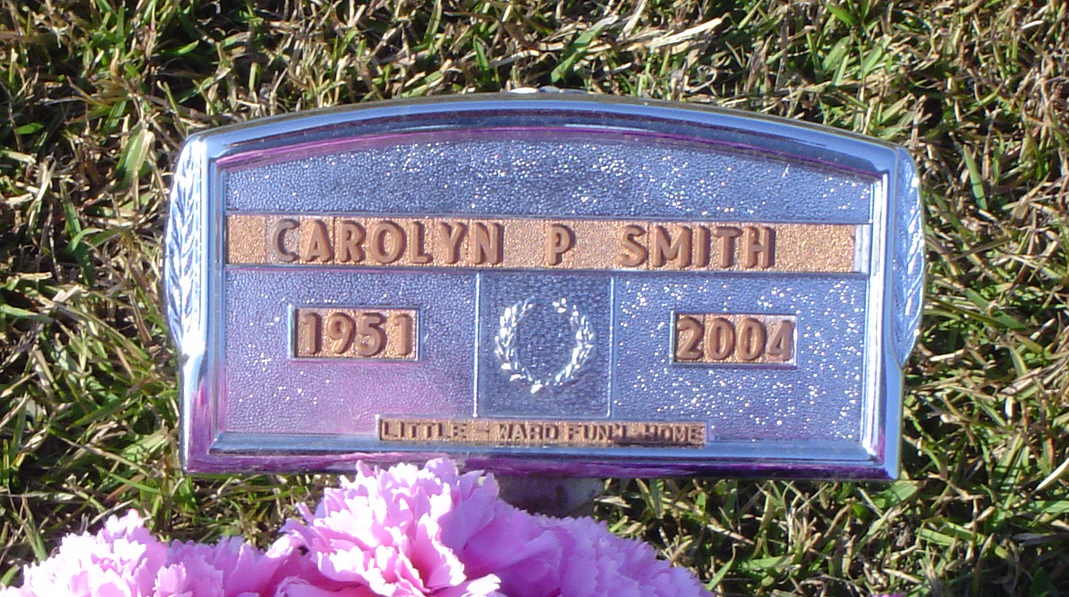 CAROLYN P SMITH
1951 2004
LITTLE - WARD FUN'L HOME